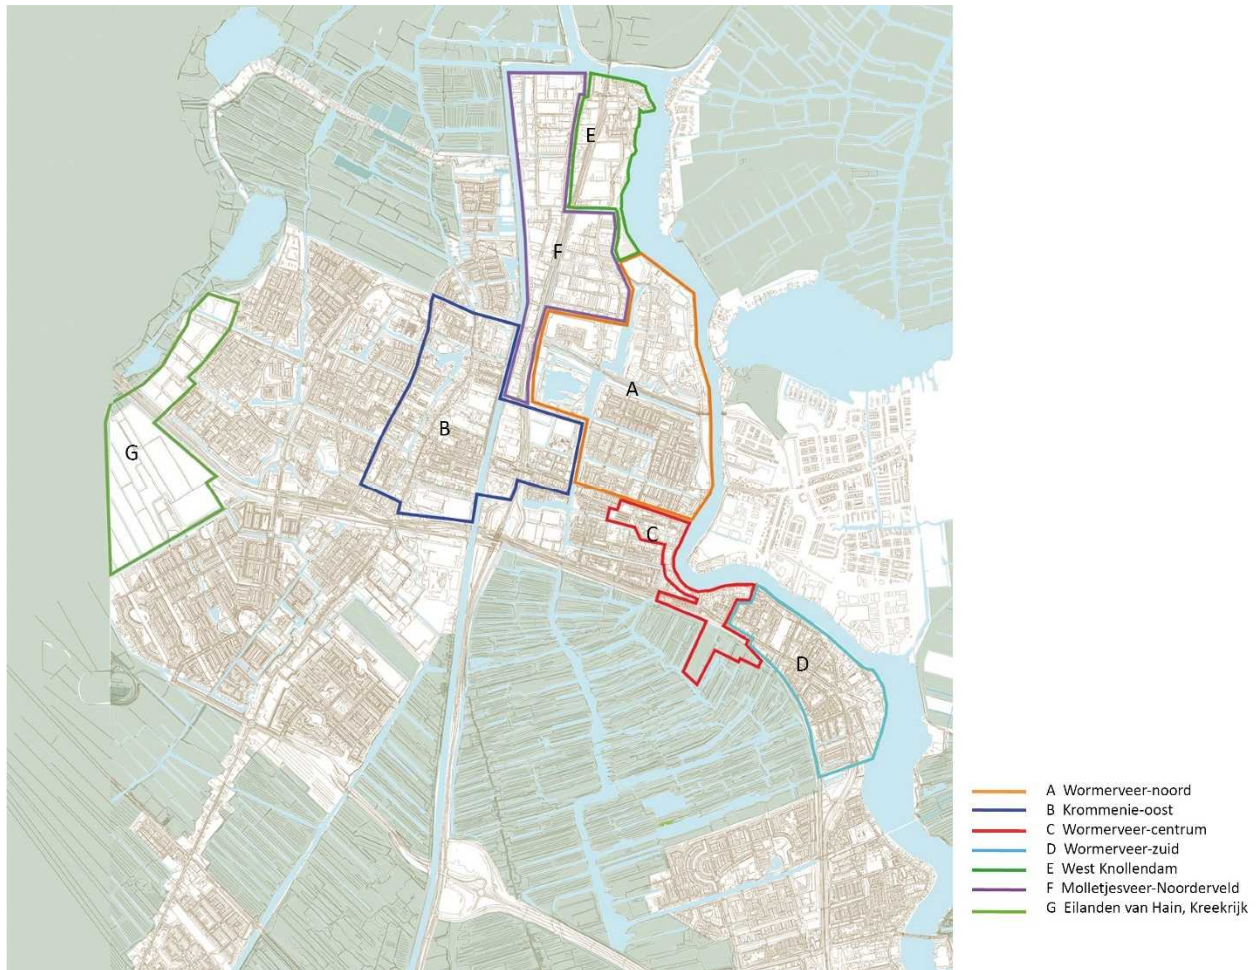 E
F
A
B
G
C
D
A Wormerveer-noord
B Krommenie-oost
C Wormerveer-centrum
D Wormerveer-zuid
E West Knollendam
F Molletjesveer-Noorderveld
G Eilanden van Hain, Kreekrijk